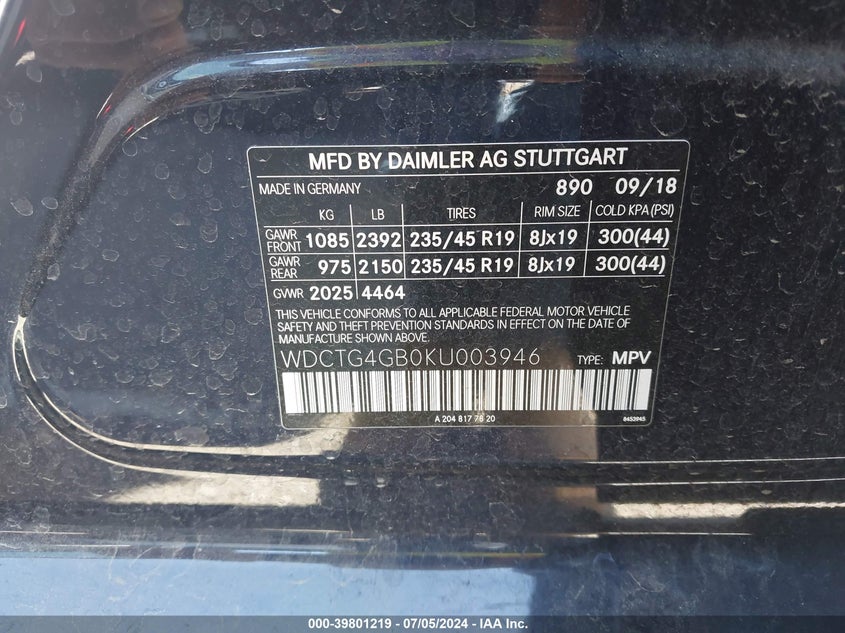 MFD BY DAIMLER AG STUTTGART
MADE IN GERMANY 890 09/18
KG LB TIRES RIM SIZE COLD KPA (PSI)
GAWR FRONT 1085 2392 235/45 R19 8Jx19 300(44)
GAWR REAR 975 2150 235/45 R19 8Jx19 300(44)
GVWR 2025 4464
THIS VEHICLE CONFORMS TO ALL APPLICABLE FEDERAL MOTOR VEHICLE
SAFETY AND THEFT PREVENTION STANDARDS IN EFFECT ON THE DATE OF
MANUFACTURE SHOWN ABOVE.
WDCTG4GB0KU003946 TYPE: MPV
A 204 817 78 20 8453945
000-39801219 - 07/05/2024 - IAA Inc.